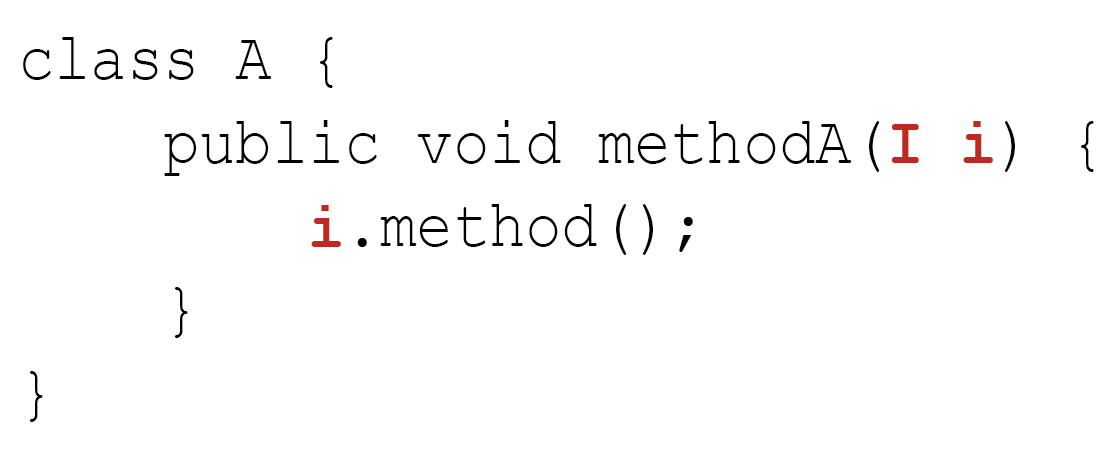 class A {
    public void methodA(I i) {
        i.method();
    }
}